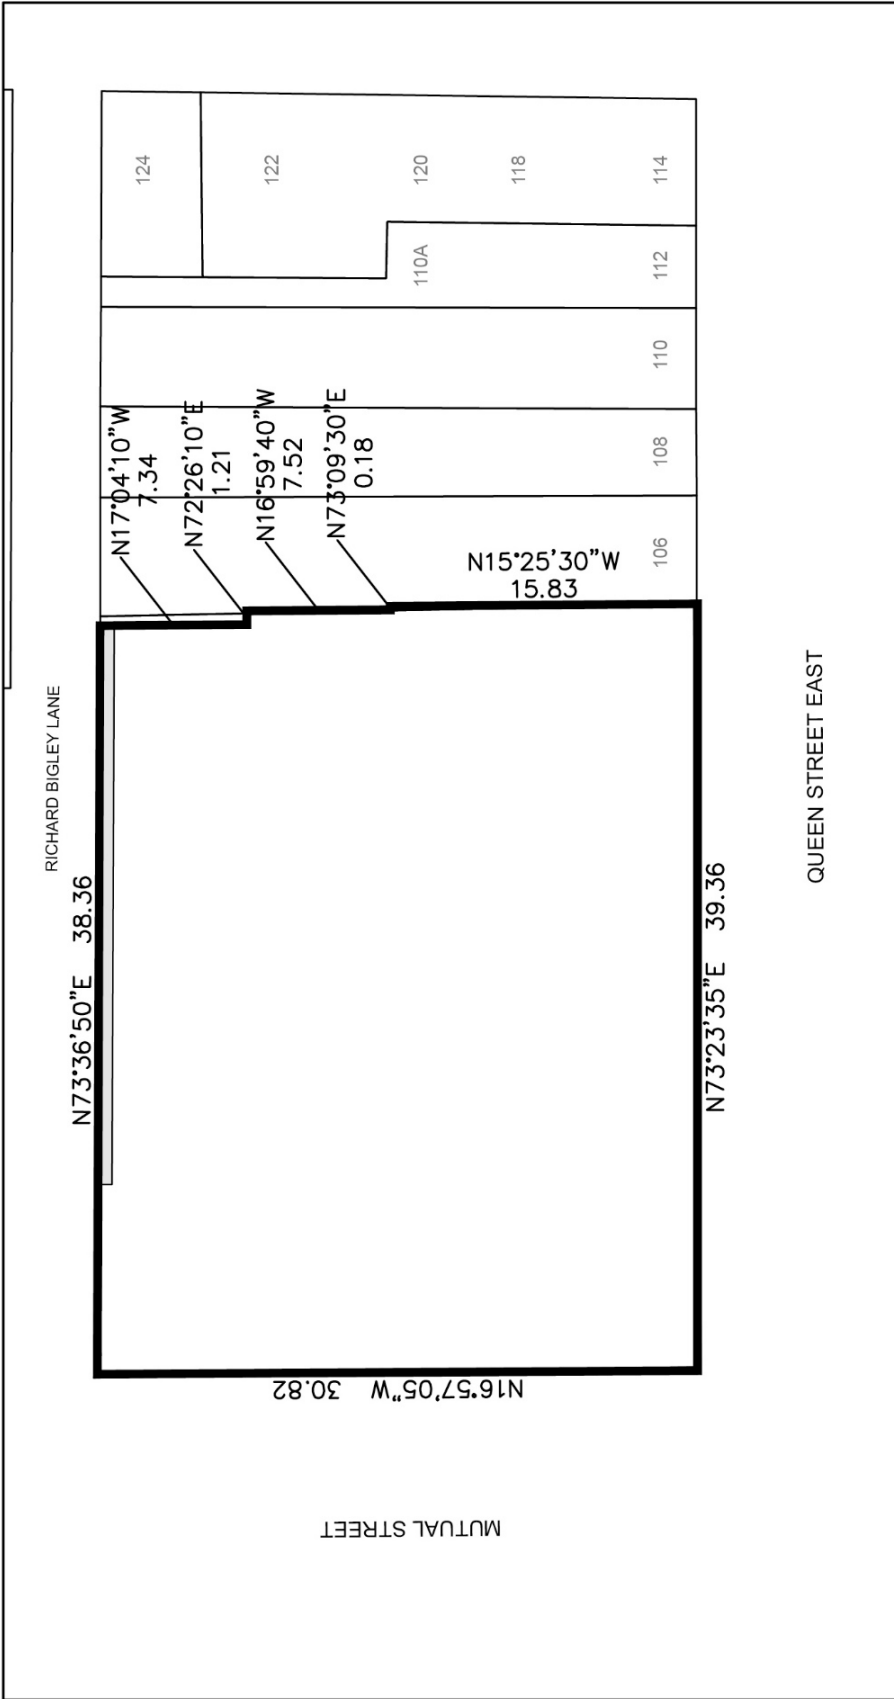 124
122
120
118
114
110A
112
110
108
106
N17°04'10"W
7.34
N72°26'10"E
1.21
N16°59'40"W
7.52
N73°09'30"E
0.18
N15°25'30"W
15.83
RICHARD BIGLEY LANE
N73°36'50"E 38.36
N73°23'35"E 39.36
QUEEN STREET EAST
N16°57'05"W 30.82
MUTUAL STREET